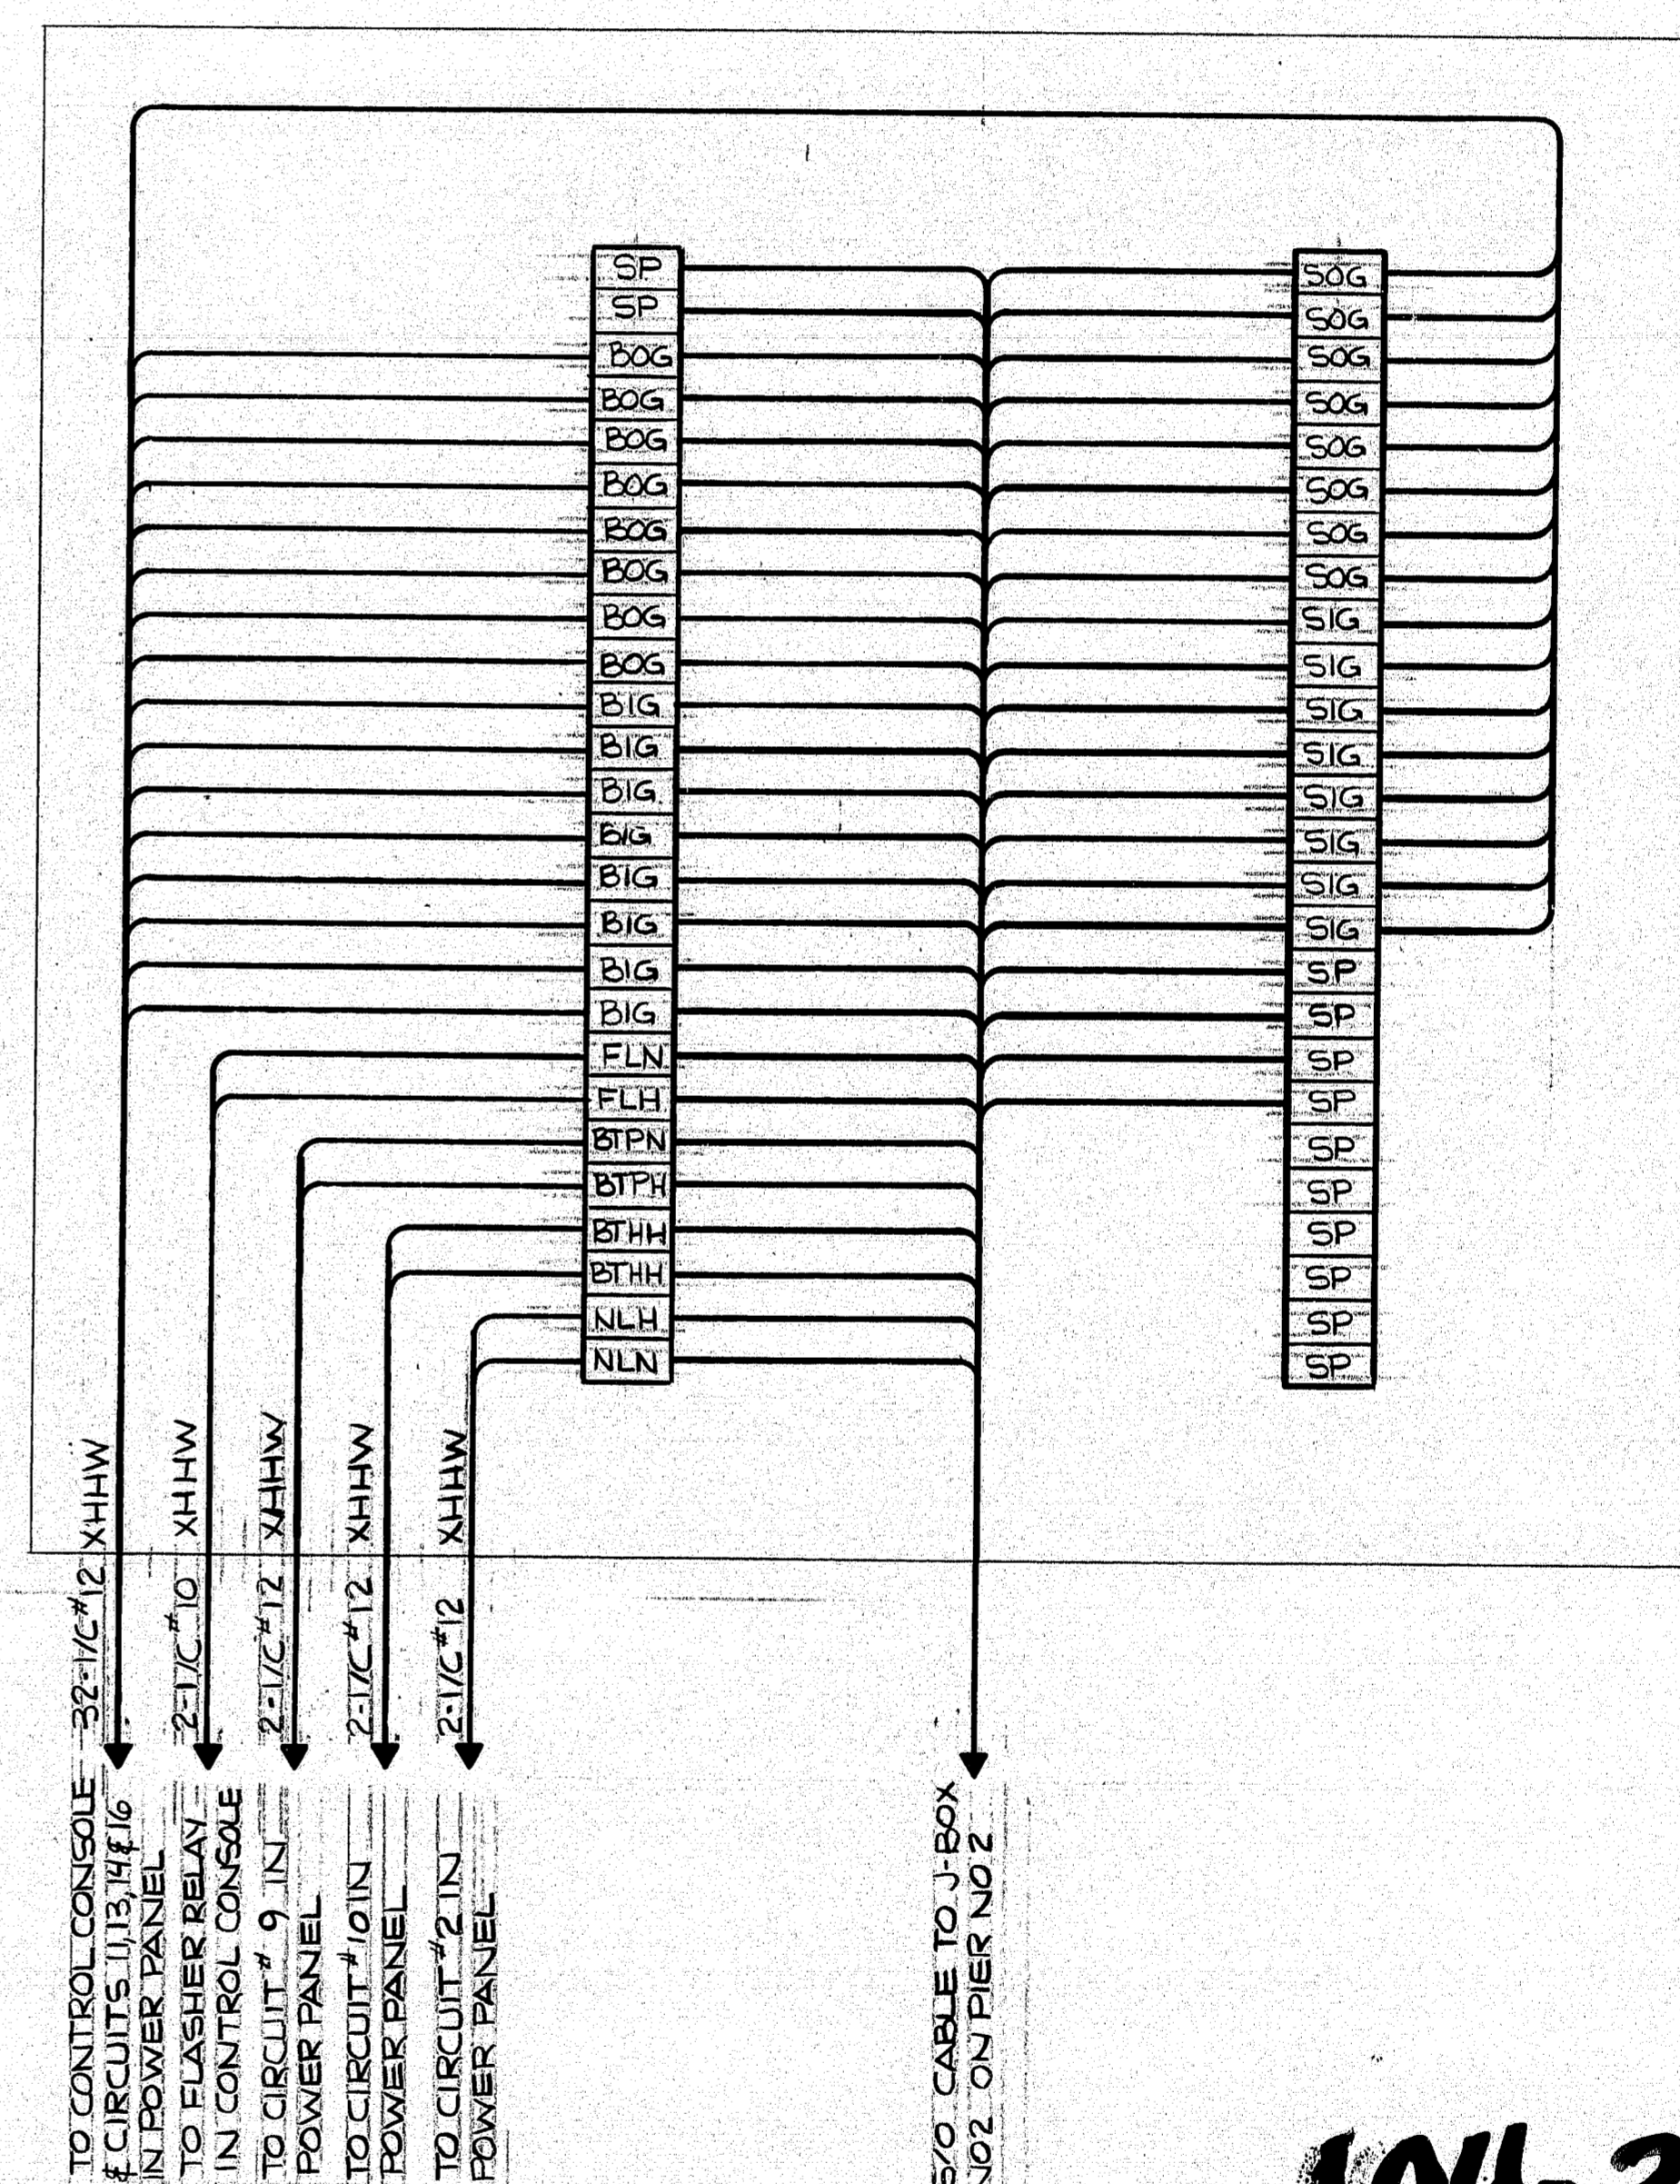 SP
SP
BOG
BOG
BOG
BOG
BOG
BOG
BOG
BOG
BIG
BIG
BIG
BIG
BIG
BIG
BIG
BIG
FLN
FLH
BTPN
BTPH
BTHH
BTHH
NLH
NLN
SOG
SOG
SOG
SOG
SOG
SOG
SOG
SOG
SIG
SIG
SIG
SIG
SIG
SIG
SIG
SIG
SP
SP
SP
SP
SP
SP
SP
SP
SP
SP
TO CONTROL CONSOLE 32-1/C#12 XHHW
& CIRCUITS 11,13,14 & 16
IN POWER PANEL
TO FLASHER RELAY 2-1/C#10 XHHW
IN CONTROL CONSOLE
TO CIRCUIT # 9 IN 2-1/C#12 XHHW
POWER PANEL
TO CIRCUIT #10 IN 2-1/C#12 XHHW
POWER PANEL
TO CIRCUIT #2 IN 2-1/C#12 XHHW
POWER PANEL
CABLE TO J-BOX
NO2 ON PIER NO2